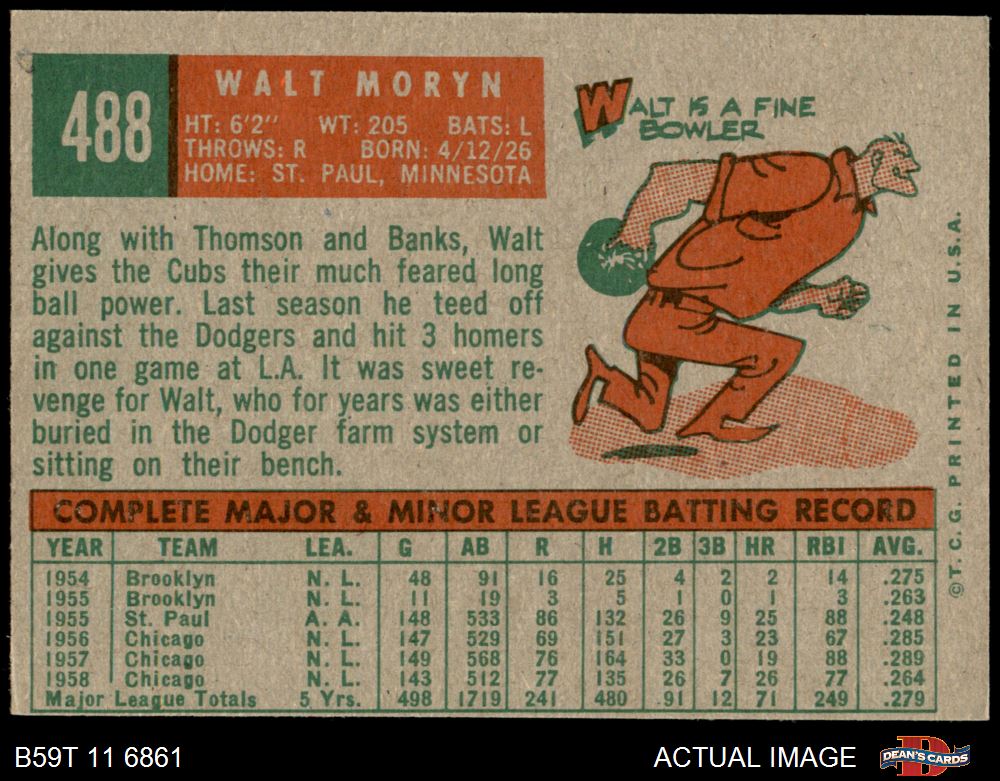 488
WALT MORYN
HT: 6'2" WT: 205 BATS: L
THROWS: R BORN: 4/12/26
HOME: ST. PAUL, MINNESOTA
WALT IS A FINE
BOWLER
Along with Thomson and Banks, Walt
gives the Cubs their much feared long
ball power. Last season he teed off
against the Dodgers and hit 3 homers
in one game at L.A. It was sweet re-
venge for Walt, who for years was either
buried in the Dodger farm system or
sitting on their bench.
COMPLETE MAJOR & MINOR LEAGUE BATTING RECORD
YEAR TEAM LEA. G AB R H 2B 3B HR RBI AVG.
1954 Brooklyn N. L. 48 91 16 25 4 2 2 14 .275
1955 Brooklyn N. L. 11 19 3 5 1 0 1 3 .263
1955 St. Paul A. A. 148 533 86 132 26 9 25 88 .248
1956 Chicago N. L. 147 529 69 151 27 3 23 67 .285
1957 Chicago N. L. 149 568 76 164 33 0 19 88 .289
1958 Chicago N. L. 143 512 77 135 26 7 26 77 .264
Major League Totals 5 Yrs. 498 1719 241 480 91 12 71 249 .279
©T. C. G. PRINTED IN U.S.A.
B59T 11 6861
ACTUAL IMAGE
DEAN'S CARDS